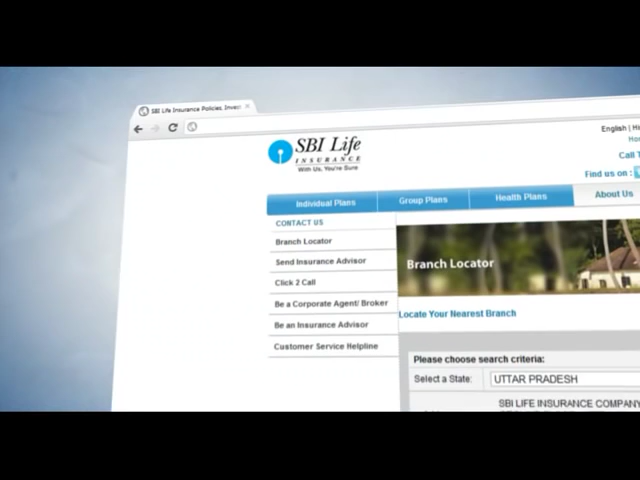 SBI Life Insurance Policies, Invest
SBI Life
INSURANCE
With Us, You're Sure
English |
Call
Find us on :
Individual Plans
Group Plans
Health Plans
About Us
CONTACT US
Branch Locator
Send Insurance Advisor
Click 2 Call
Be a Corporate Agent/ Broker
Be an Insurance Advisor
Customer Service Helpline
Branch Locator
Locate Your Nearest Branch
Please choose search criteria:
Select a State:
UTTAR PRADESH
SBI LIFE INSURANCE COMPANY